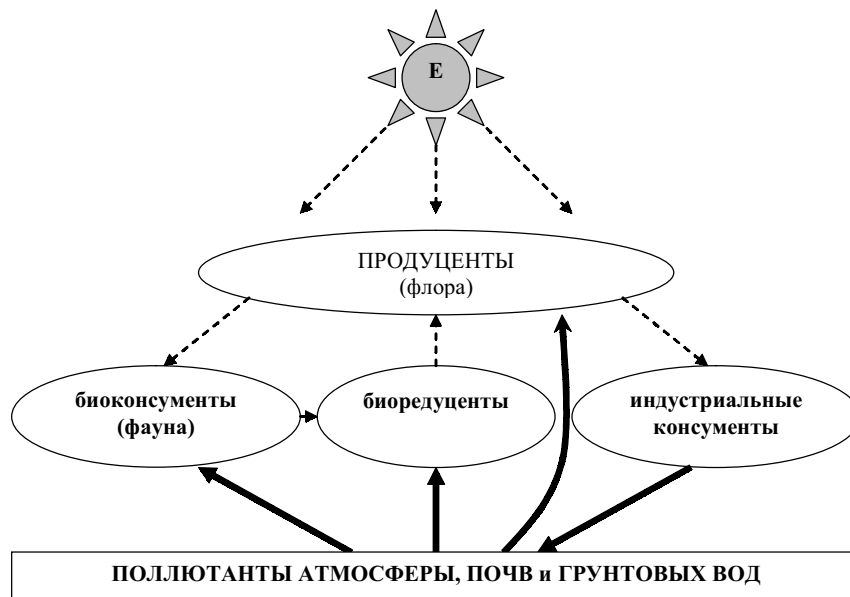 Е
ПРОДУЦЕНТЫ
(флора)
биоконсументы
(фауна)
биоредуценты
индустриальные
консументы
ПОЛЛЮТАНТЫ АТМОСФЕРЫ, ПОЧВ и ГРУНТОВЫХ ВОД